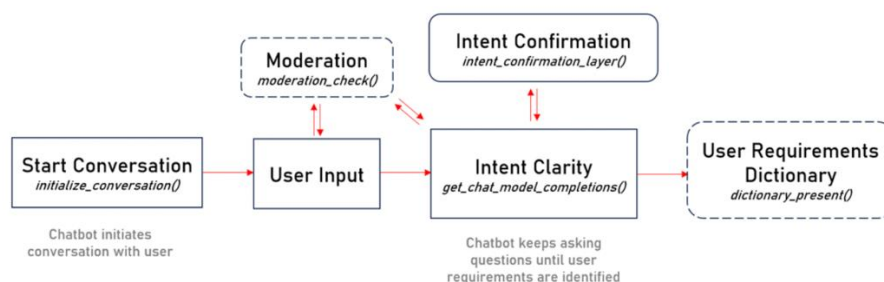 Moderation
moderation_check()
Intent Confirmation
intent_confirmation_layer()
Start Conversation
initialize_conversation()
User Input
Intent Clarity
get_chat_model_completions()
User Requirements
Dictionary
dictionary_present()
Chatbot initiates
conversation with user
Chatbot keeps asking
questions until user
requirements are identified